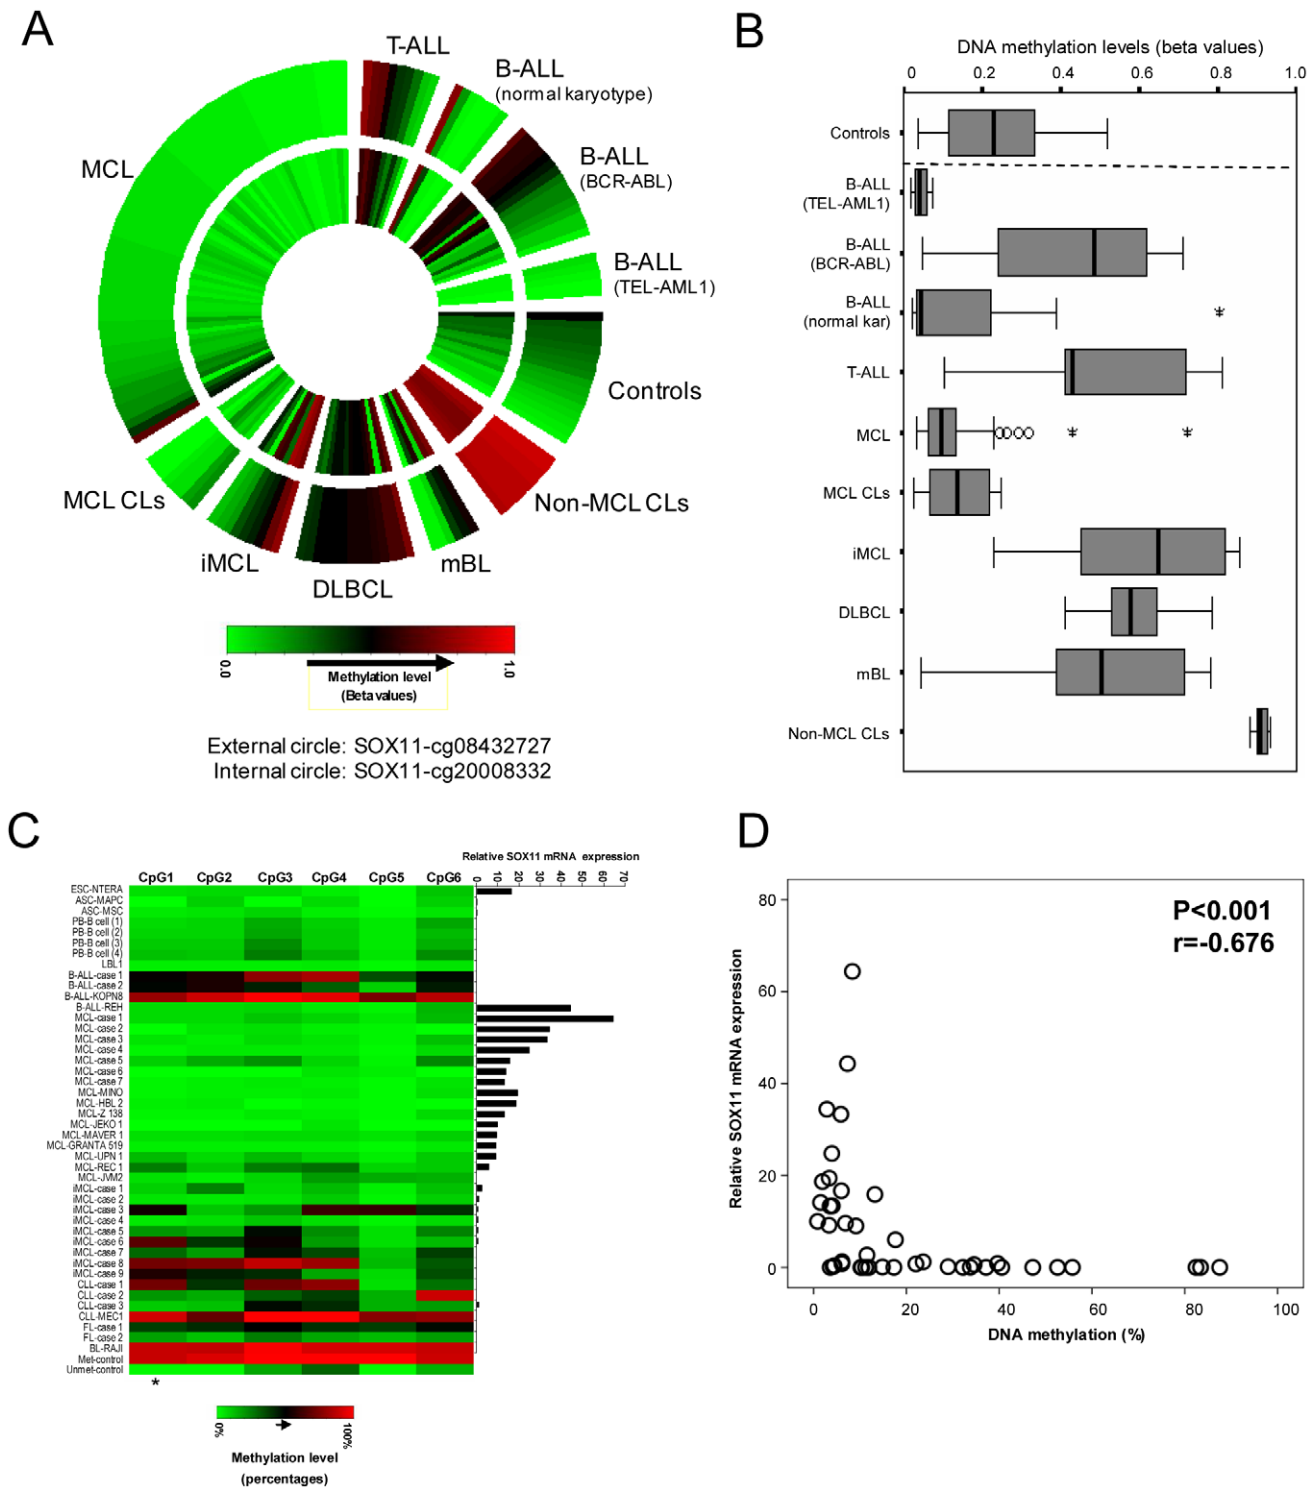 A
T-ALL
B-ALL
(normal karyotype)
B-ALL
(BCR-ABL)
B-ALL
(TEL-AML1)
MCL
Controls
MCL CLs
iMCL
DLBCL
mBL
Non-MCL CLs
0.0
1.0
Methylation level
(Beta values)
External circle: SOX11-cg08432727
Internal circle: SOX11-cg20008332
B
DNA methylation levels (beta values)
0 0.2 0.4 0.6 0.8 1.0
Controls
B-ALL
(TEL-AML1)
B-ALL
(BCR-ABL)
B-ALL
(normal kar)
T-ALL
MCL
MCL CLs
iMCL
DLBCL
mBL
Non-MCL CLs
C
Relative SOX11 mRNA expression
CpG1 CpG2 CpG3 CpG4 CpG5 CpG6
0 10 20 30 40 50 60 70
ESC-NTERA
ASC-MAPC
ASC-MSC
PB-B cell (1)
PB-B cell (2)
PB-B cell (3)
PB-B cell (4)
LBL1
B-ALL-case 1
B-ALL-case 2
B-ALL-KOPN8
B-ALL-REH
MCL-case 1
MCL-case 2
MCL-case 3
MCL-case 4
MCL-case 5
MCL-case 6
MCL-case 7
MCL-MINO
MCL-HBL 2
MCL-Z 138
MCL-JEKO 1
MCL-MAVER 1
MCL-GRANTA 519
MCL-UPN 1
MCL-REC 1
MCL-JVM2
iMCL-case 1
iMCL-case 2
iMCL-case 3
iMCL-case 4
iMCL-case 5
iMCL-case 6
iMCL-case 7
iMCL-case 8
iMCL-case 9
CLL-case 1
CLL-case 2
CLL-case 3
CLL-MEC1
FL-case 1
FL-case 2
BL-RAJI
Met-control
Unmet-control
*
0%
100%
Methylation level
(percentages)
D
P<0.001
r=-0.676
Relative SOX11 mRNA expression
80
60
40
20
0
0 20 40 60 80 100
DNA methylation (%)